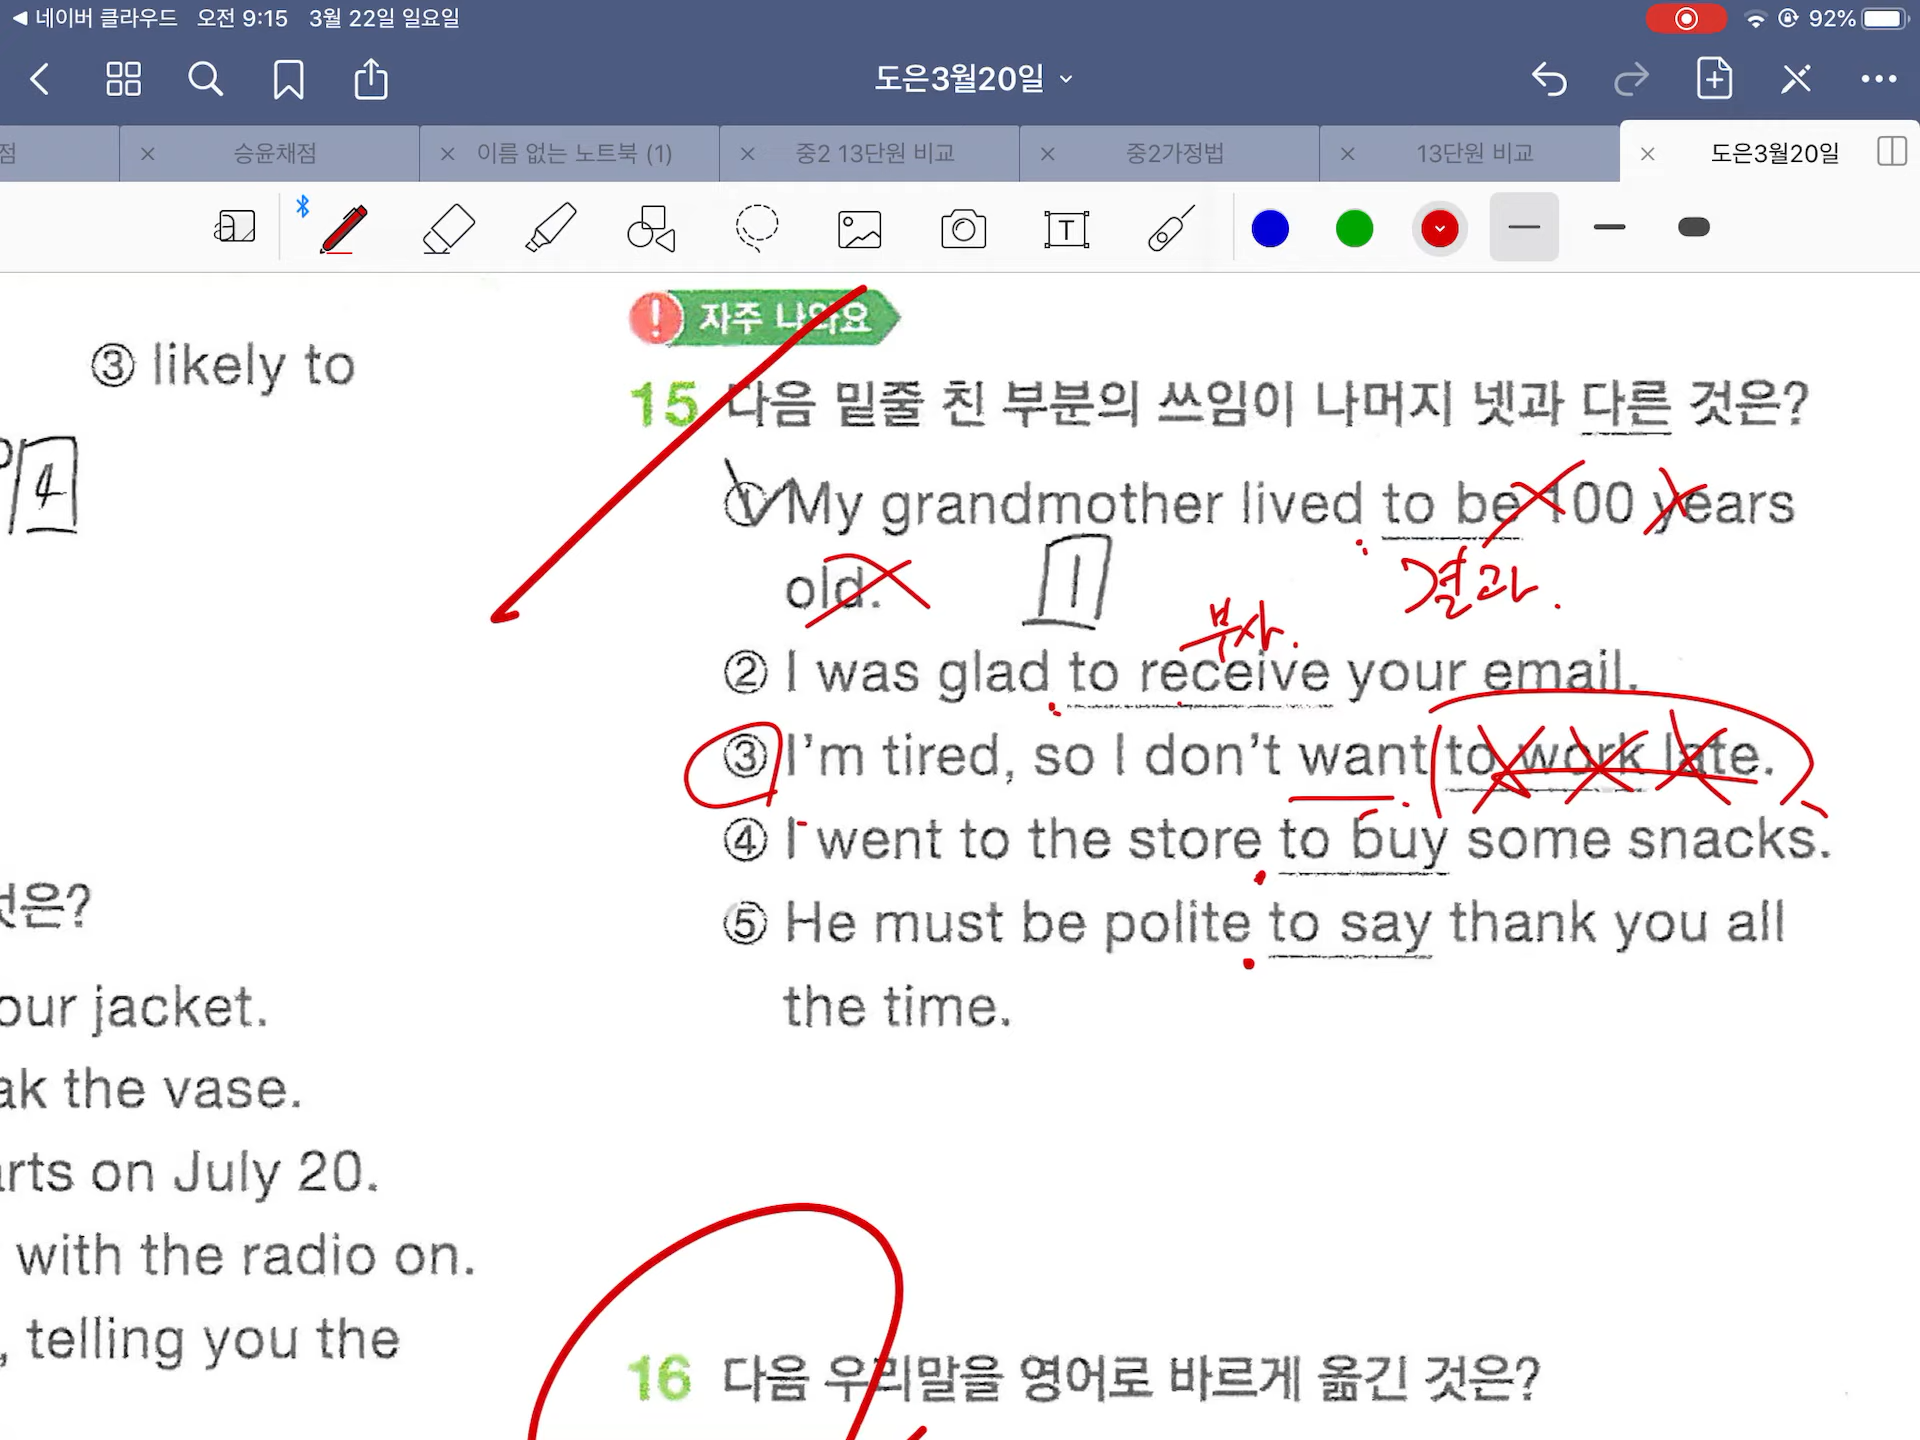 네이버 클라우드 오전 9:15 3월 22일 일요일
92%
도은3월20일
점
승윤채점
이름 없는 노트북 (1)
중2 13단원 비교
중2가정법
13단원 비교
도은3월20일
T
③ likely to
4
것은?
our jacket.
ak the vase.
arts on July 20.
with the radio on.
, telling you the
! 자주 나와요
15 다음 밑줄 친 부분의 쓰임이 나머지 넷과 다른 것은?
① My grandmother lived to be 100 years
old.
1
결과.
부사.
② I was glad to receive your email.
③ I'm tired, so I don't want to work late.
④ I went to the store to buy some snacks.
⑤ He must be polite to say thank you all
the time.
16 다음 우리말을 영어로 바르게 옮긴 것은?